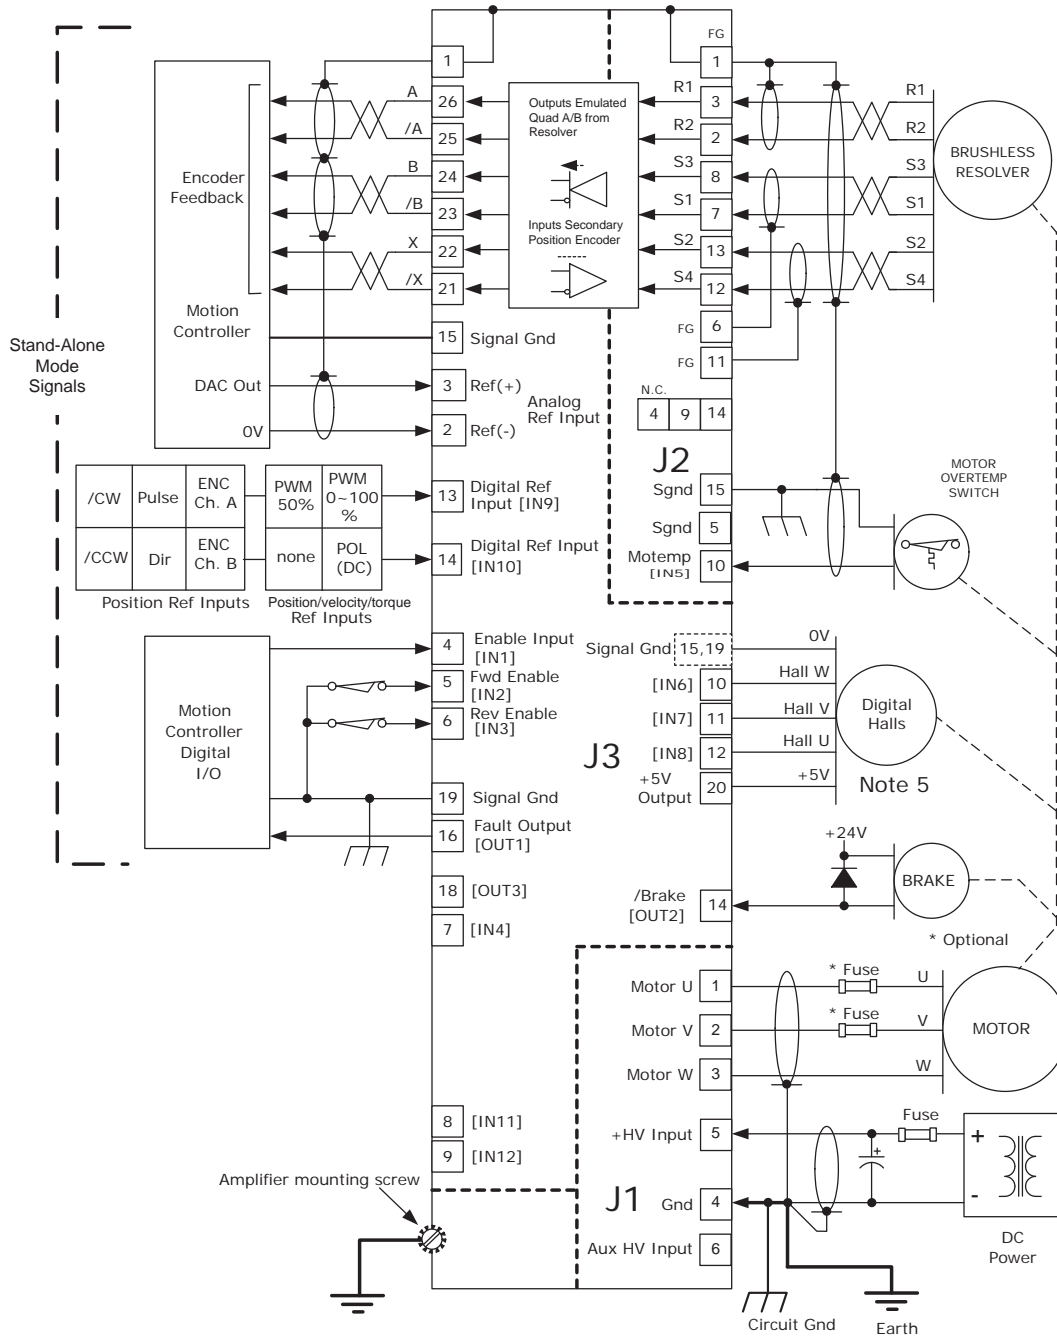 Stand-Alone
Mode
Signals
Encoder
Feedback
Motion
Controller
DAC Out
0V
A
/A
B
/B
X
/X
1
26
25
24
23
22
21
15 Signal Gnd
3 Ref(+)
2 Ref(-)
Analog
Ref Input
Outputs Emulated
Quad A/B from
Resolver
Inputs Secondary
Position Encoder
FG
1
R1 3 R1
R2 2 R2
S3 8 S3
S1 7 S1
S2 13 S2
S4 12 S4
FG 6
FG 11
BRUSHLESS
RESOLVER
N.C.
4 9 14
J2
Sgnd 15
Sgnd 5
Motemp
[IN5] 10
MOTOR
OVERTEMP
SWITCH
/CW Pulse ENC
Ch. A
PWM
50%
PWM
0~100
%
/CCW Dir ENC
Ch. B
none POL
(DC)
Position Ref Inputs
Position/velocity/torque
Ref Inputs
13 Digital Ref
Input [IN9]
14 Digital Ref Input
[IN10]
Motion
Controller
Digital
I/O
4 Enable Input
[IN1]
5 Fwd Enable
[IN2]
6 Rev Enable
[IN3]
19 Signal Gnd
16 Fault Output
[OUT1]
18 [OUT3]
7 [IN4]
J3
Signal Gnd 15,19 0V
[IN6] 10 Hall W
[IN7] 11 Hall V
[IN8] 12 Hall U
+5V
Output 20 +5V
Digital
Halls
Note 5
+24V
/Brake
[OUT2] 14
BRAKE
* Optional
Motor U 1 * Fuse U
Motor V 2 * Fuse V
Motor W 3 W
MOTOR
8 [IN11]
9 [IN12]
Amplifier mounting screw
J1
+HV Input 5 Fuse
Gnd 4
Aux HV Input 6
+
+
-
DC
Power
Circuit Gnd
Earth